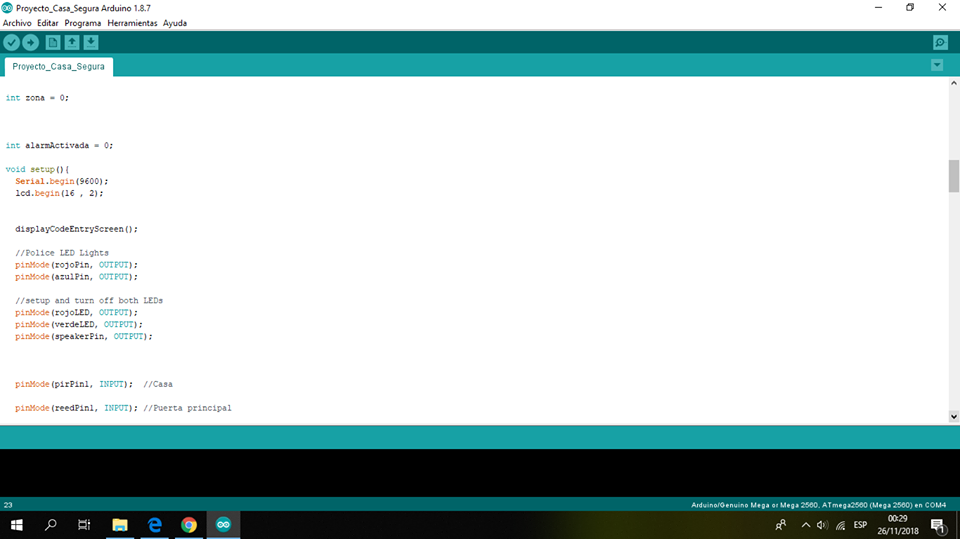 Proyecto_Casa_Segura Arduino 1.8.7
Archivo Editar Programa Herramientas Ayuda
Proyecto_Casa_Segura
int zona = 0;
int alarmActivada = 0;
void setup(){
Serial.begin(9600);
lcd.begin(16 , 2);
displayCodeEntryScreen();
//Police LED Lights
pinMode(rojoPin, OUTPUT);
pinMode(azulPin, OUTPUT);
//setup and turn off both LEDs
pinMode(rojoLED, OUTPUT);
pinMode(verdeLED, OUTPUT);
pinMode(speakerPin, OUTPUT);
pinMode(pirPin1, INPUT); //Casa
pinMode(reedPin1, INPUT); //Puerta principal
23
Arduino/Genuino Mega or Mega 2560, ATmega2560 (Mega 2560) en COM4
ESP
00:29
26/11/2018
1